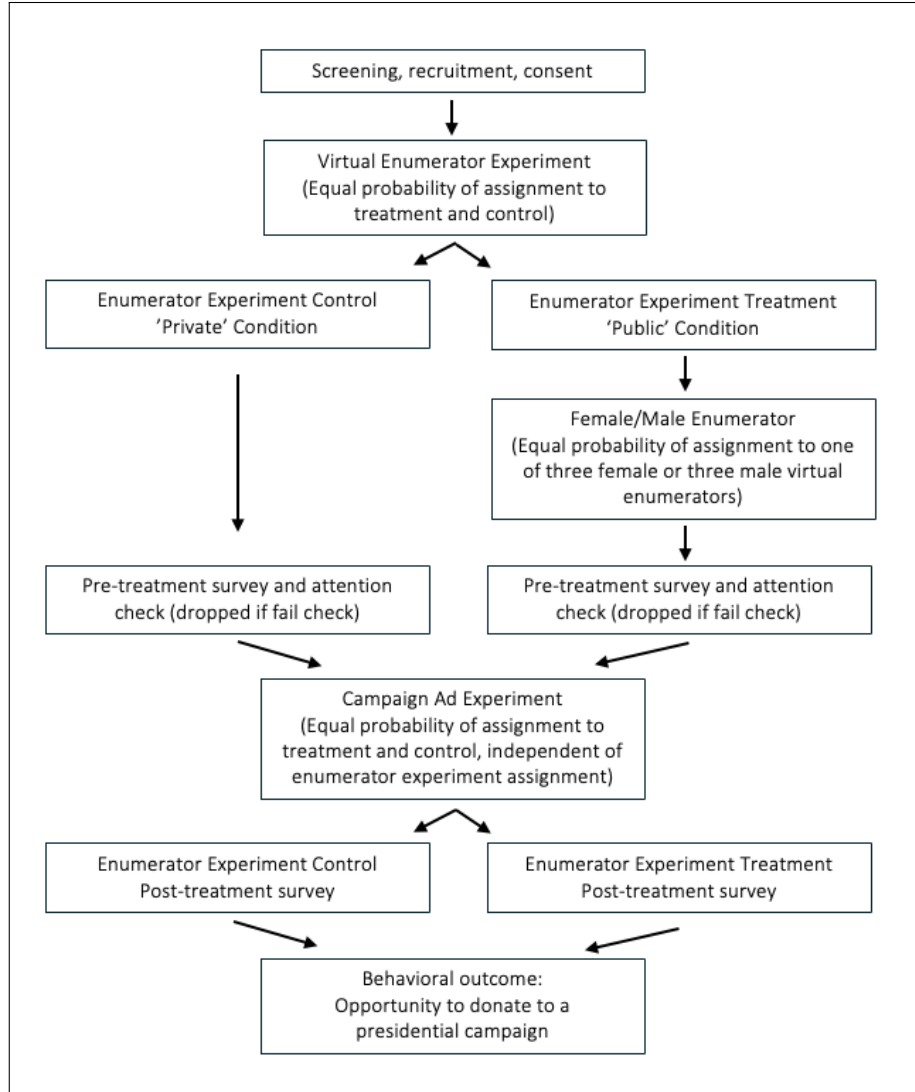 Screening, recruitment, consent
Virtual Enumerator Experiment
(Equal probability of assignment to
treatment and control)
Enumerator Experiment Control
’Private’ Condition
Enumerator Experiment Treatment
‘Public’ Condition
Female/Male Enumerator
(Equal probability of assignment to one
of three female or three male virtual
enumerators)
Pre-treatment survey and attention
check (dropped if fail check)
Pre-treatment survey and attention
check (dropped if fail check)
Campaign Ad Experiment
(Equal probability of assignment to
treatment and control, independent of
enumerator experiment assignment)
Enumerator Experiment Control
Post-treatment survey
Enumerator Experiment Treatment
Post-treatment survey
Behavioral outcome:
Opportunity to donate to a
presidential campaign